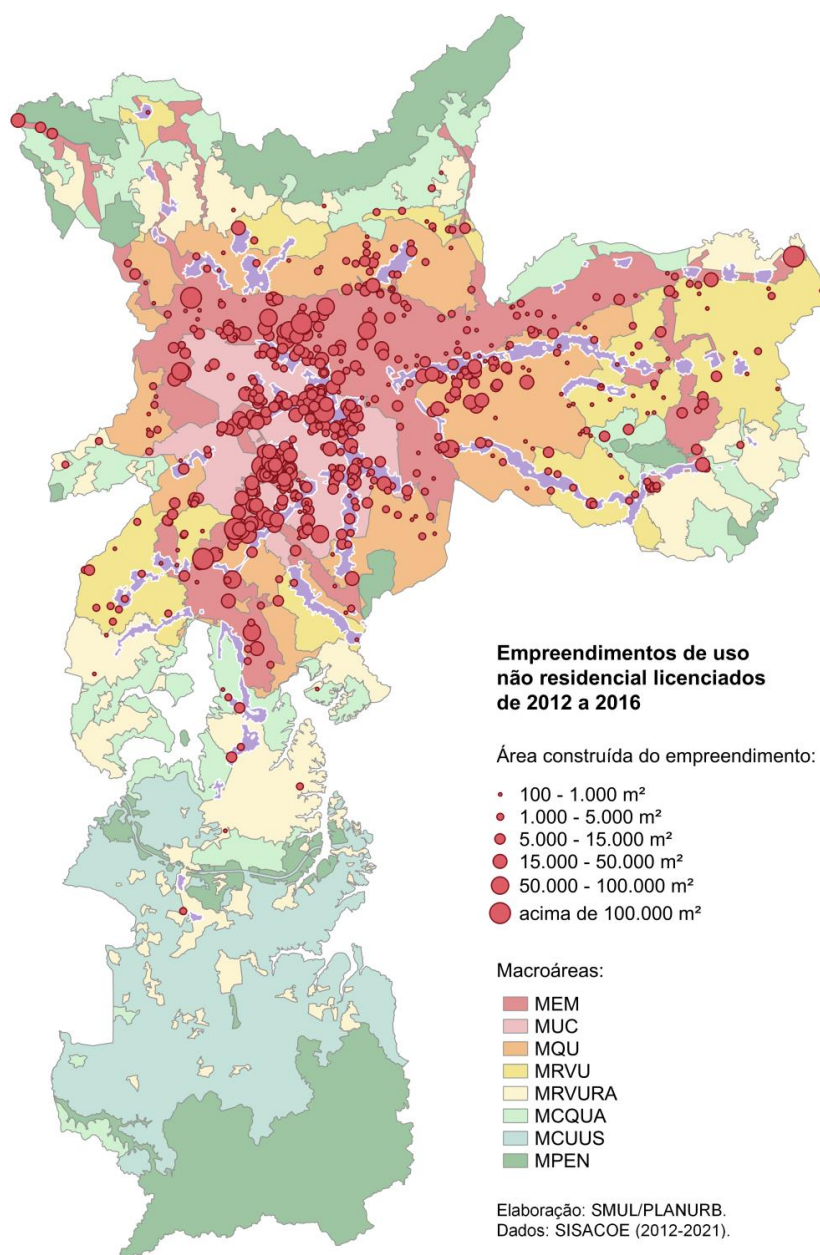 Empreendimentos de uso
não residencial licenciados
de 2012 a 2016
Área construída do empreendimento:
100 - 1.000 m²
1.000 - 5.000 m²
5.000 - 15.000 m²
15.000 - 50.000 m²
50.000 - 100.000 m²
acima de 100.000 m²
Macroáreas:
MEM
MUC
MQU
MRVU
MRVURA
MCQUA
MCUUS
MPEN
Elaboração: SMUL/PLANURB.
Dados: SISACOE (2012-2021).